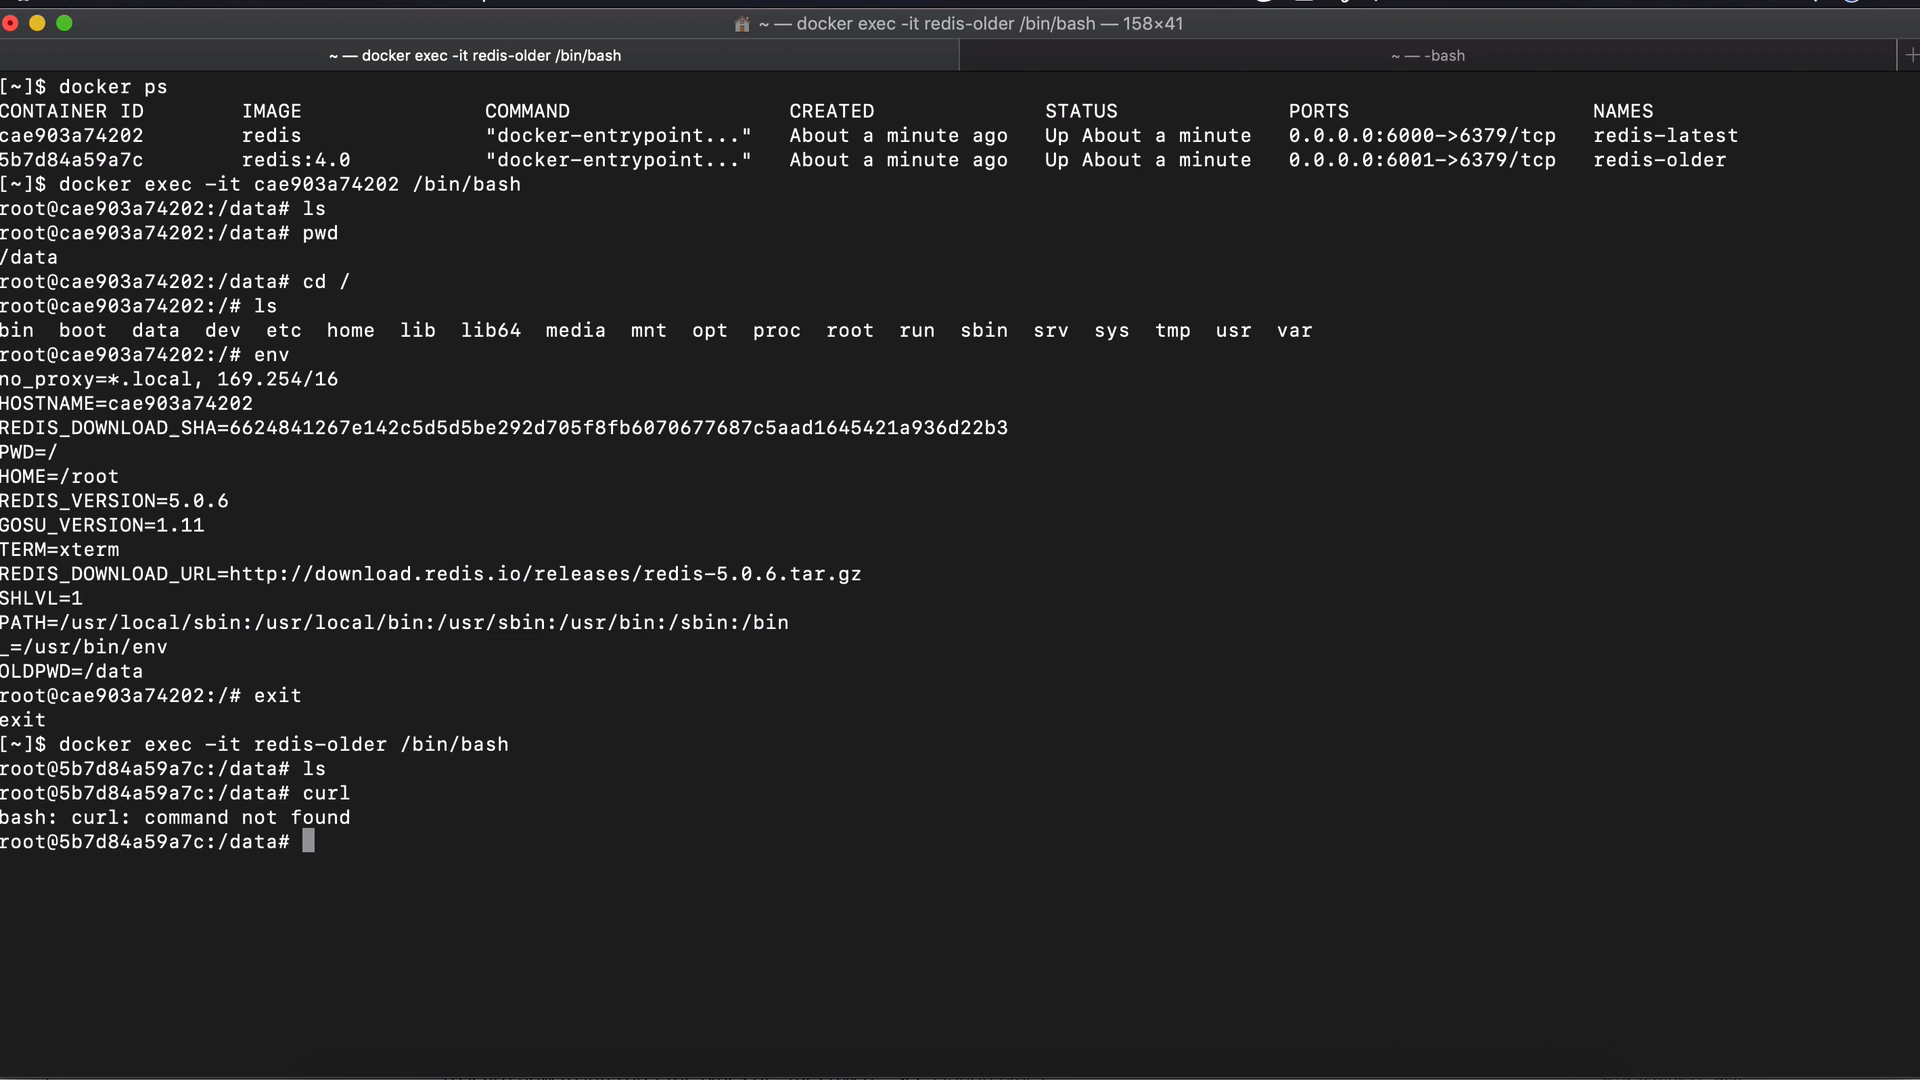 ~ — docker exec -it redis-older /bin/bash — 158×41
~ — docker exec -it redis-older /bin/bash
~ — -bash
[~]$ docker ps
CONTAINER ID        IMAGE               COMMAND                  CREATED              STATUS              PORTS                    NAMES
cae903a74202        redis               "docker-entrypoint..."   About a minute ago   Up About a minute   0.0.0.0:6000->6379/tcp   redis-latest
5b7d84a59a7c        redis:4.0           "docker-entrypoint..."   About a minute ago   Up About a minute   0.0.0.0:6001->6379/tcp   redis-older
[~]$ docker exec -it cae903a74202 /bin/bash
root@cae903a74202:/data# ls
root@cae903a74202:/data# pwd
/data
root@cae903a74202:/data# cd /
root@cae903a74202:/# ls
bin  boot  data  dev  etc  home  lib  lib64  media  mnt  opt  proc  root  run  sbin  srv  sys  tmp  usr  var
root@cae903a74202:/# env
no_proxy=*.local, 169.254/16
HOSTNAME=cae903a74202
REDIS_DOWNLOAD_SHA=6624841267e142c5d5d5be292d705f8fb6070677687c5aad1645421a936d22b3
PWD=/
HOME=/root
REDIS_VERSION=5.0.6
GOSU_VERSION=1.11
TERM=xterm
REDIS_DOWNLOAD_URL=http://download.redis.io/releases/redis-5.0.6.tar.gz
SHLVL=1
PATH=/usr/local/sbin:/usr/local/bin:/usr/sbin:/usr/bin:/sbin:/bin
_=/usr/bin/env
OLDPWD=/data
root@cae903a74202:/# exit
exit
[~]$ docker exec -it redis-older /bin/bash
root@5b7d84a59a7c:/data# ls
root@5b7d84a59a7c:/data# curl
bash: curl: command not found
root@5b7d84a59a7c:/data#